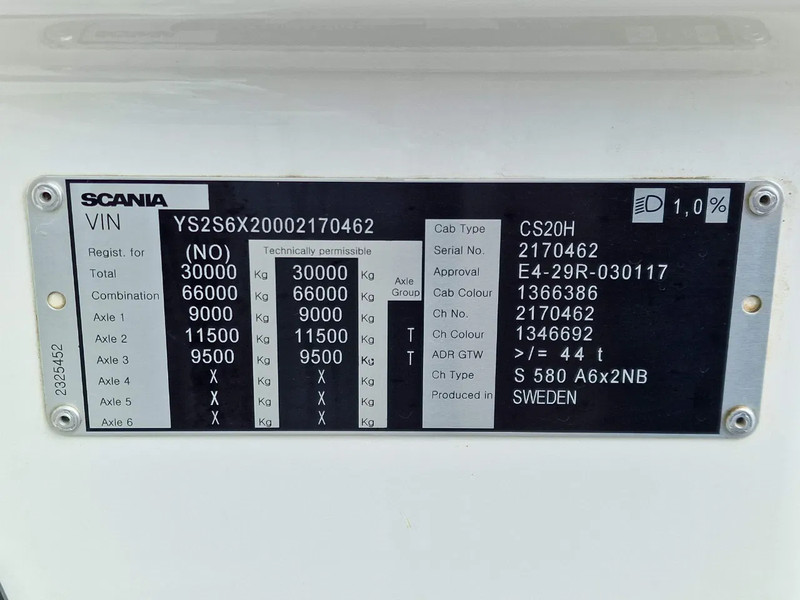 SCANIA
1,0%
VIN YS2S6X20002170462
Regist. for (NO) Technically permissible
Total 30000 Kg 30000 Kg Axle Group
Combination 66000 Kg 66000 Kg
Axle 1 9000 Kg 9000 Kg
Axle 2 11500 Kg 11500 Kg T
Axle 3 9500 Kg 9500 Kg T
Axle 4 X Kg X Kg
Axle 5 X Kg X Kg
Axle 6 X Kg X Kg
Cab Type CS20H
Serial No. 2170462
Approval E4-29R-030117
Cab Colour 1366386
Ch No. 2170462
Ch Colour 1346692
ADR GTW >/= 44 t
Ch Type S 580 A6x2NB
Produced in SWEDEN
2325452